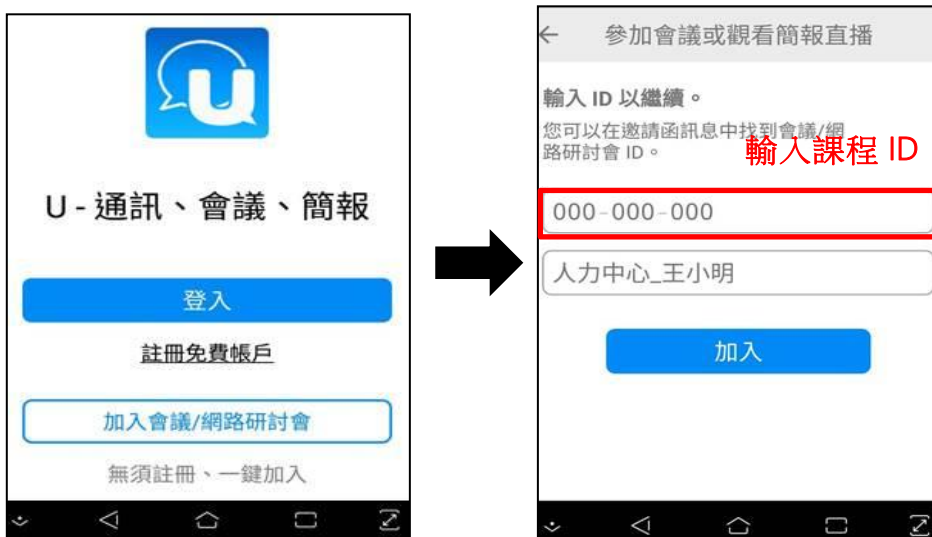 U
U - 通訊、會議、簡報
登入
註冊免費帳戶
加入會議/網路研討會
無須註冊、一鍵加入
參加會議或觀看簡報直播
輸入 ID 以繼續。
您可以在邀請函訊息中找到會議/網
路研討會 ID。
輸入課程 ID
000-000-000
人力中心_王小明
加入